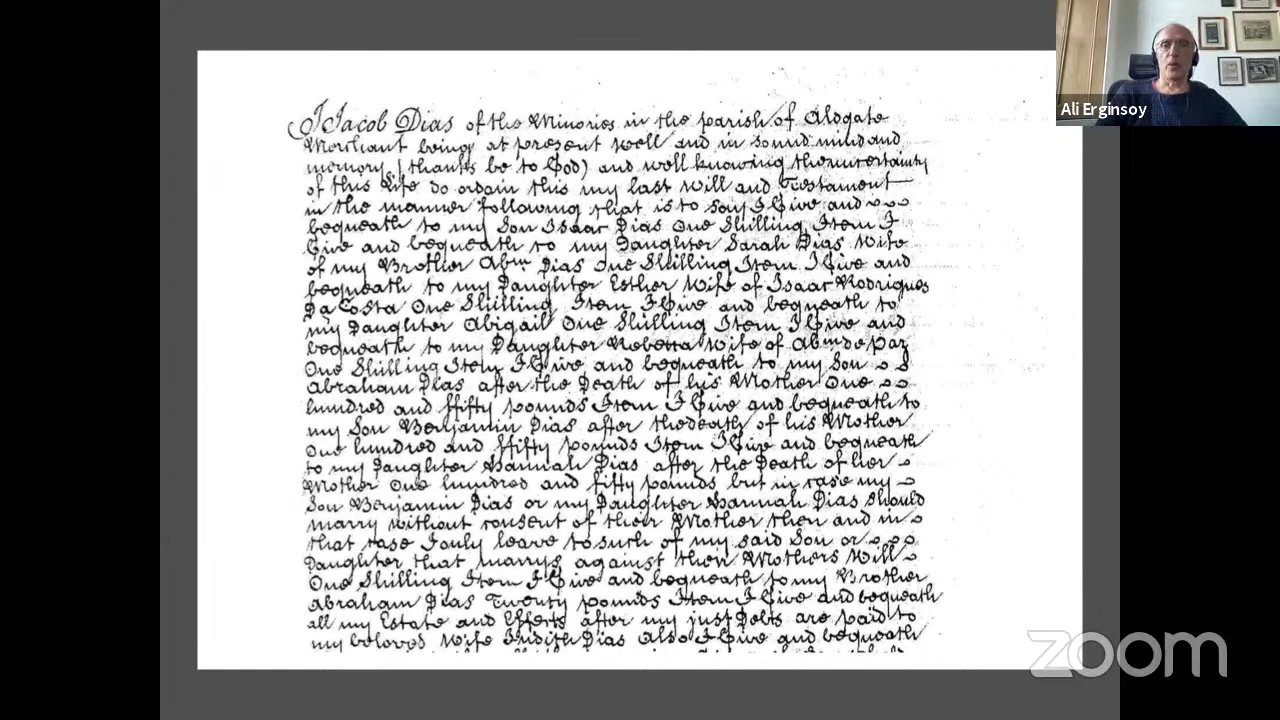 I Jacob Dias of the Minories in the parish of Aldgate
Merchant being at present well and in sound mind and
memory (thanks be to God) and well knowing the uncertainty
of this Life do ordain this my last Will and Testament
in the manner following that is to say I Give and
bequeath to my Son Isaac Dias One Shilling Item I
Give and bequeath to my Daughter Sarah Dias Wife
of my Brother Abm Dias One Shilling Item I Give and
bequeath to my Daughter Esther Wife of Isaac Rodrigues
Da Costa One Shilling Item I Give and bequeath to
my Daughter Abigail One Shilling Item I Give and
bequeath to my Daughter Wife of Abm de Paz
One Shilling Item I Give and bequeath to my Son
Abraham Dias after the Death of his Mother One
hundred and ffifty pounds Item I Give and bequeath to
my Son Benjamin Dias after the death of his Mother
One hundred and ffifty pounds Item I Give and bequeath
to my Daughter Hannah Dias after the Death of her
Mother One hundred and fifty pounds but in case my
Son Benjamin Dias or my Daughter Hannah Dias should
marry without consent of their Mother then and in
that case I only leave to such of my said Son or
Daughter that marrys against their Mothers Will
One Shilling Item I Give and bequeath to my Brother
Abraham Dias Twenty pounds Item I Give and bequeath
all my Estate and Effects after my just Debts are paid to
my beloved Wife Judith Dias Also I Give and bequeath
Ali Erginsoy
zoom